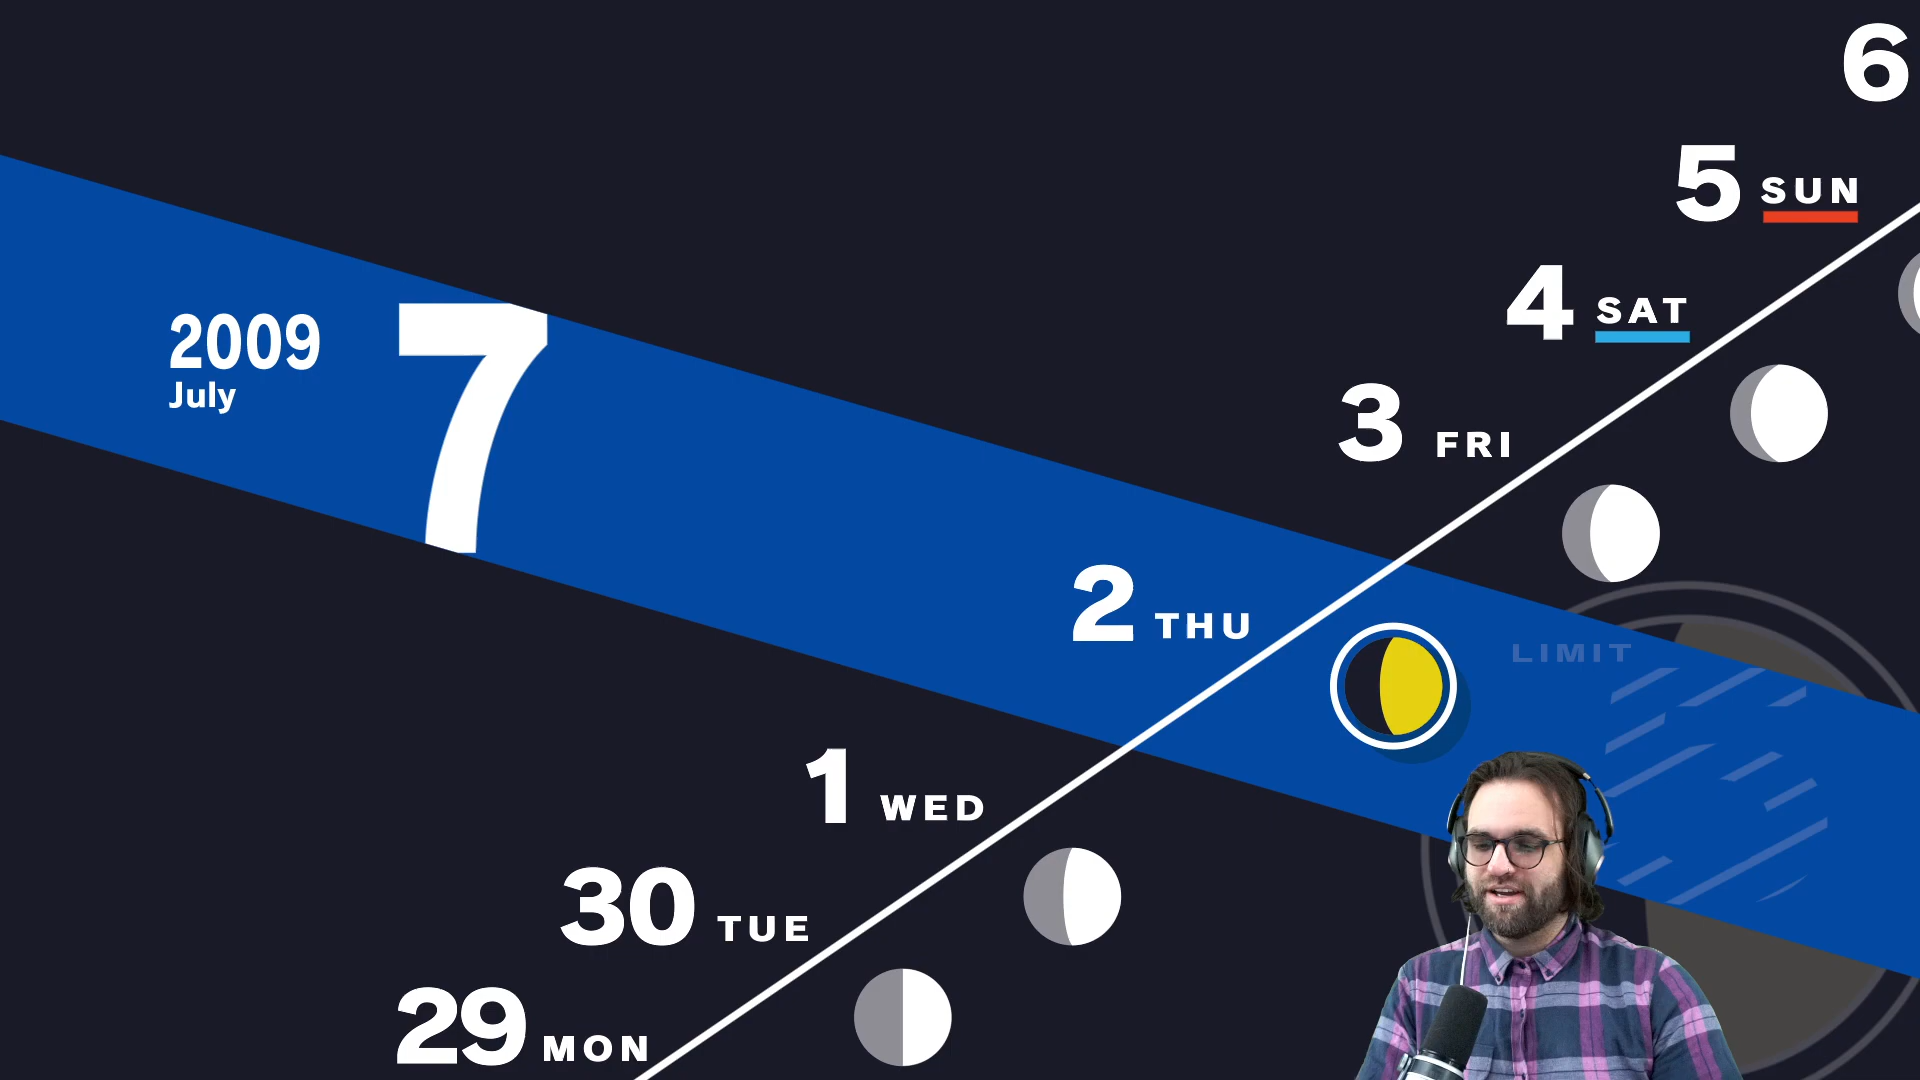 6
5 SUN
4 SAT
3 FRI
2009
July
7
2 THU
LIMIT
1 WED
30 TUE
29 MON